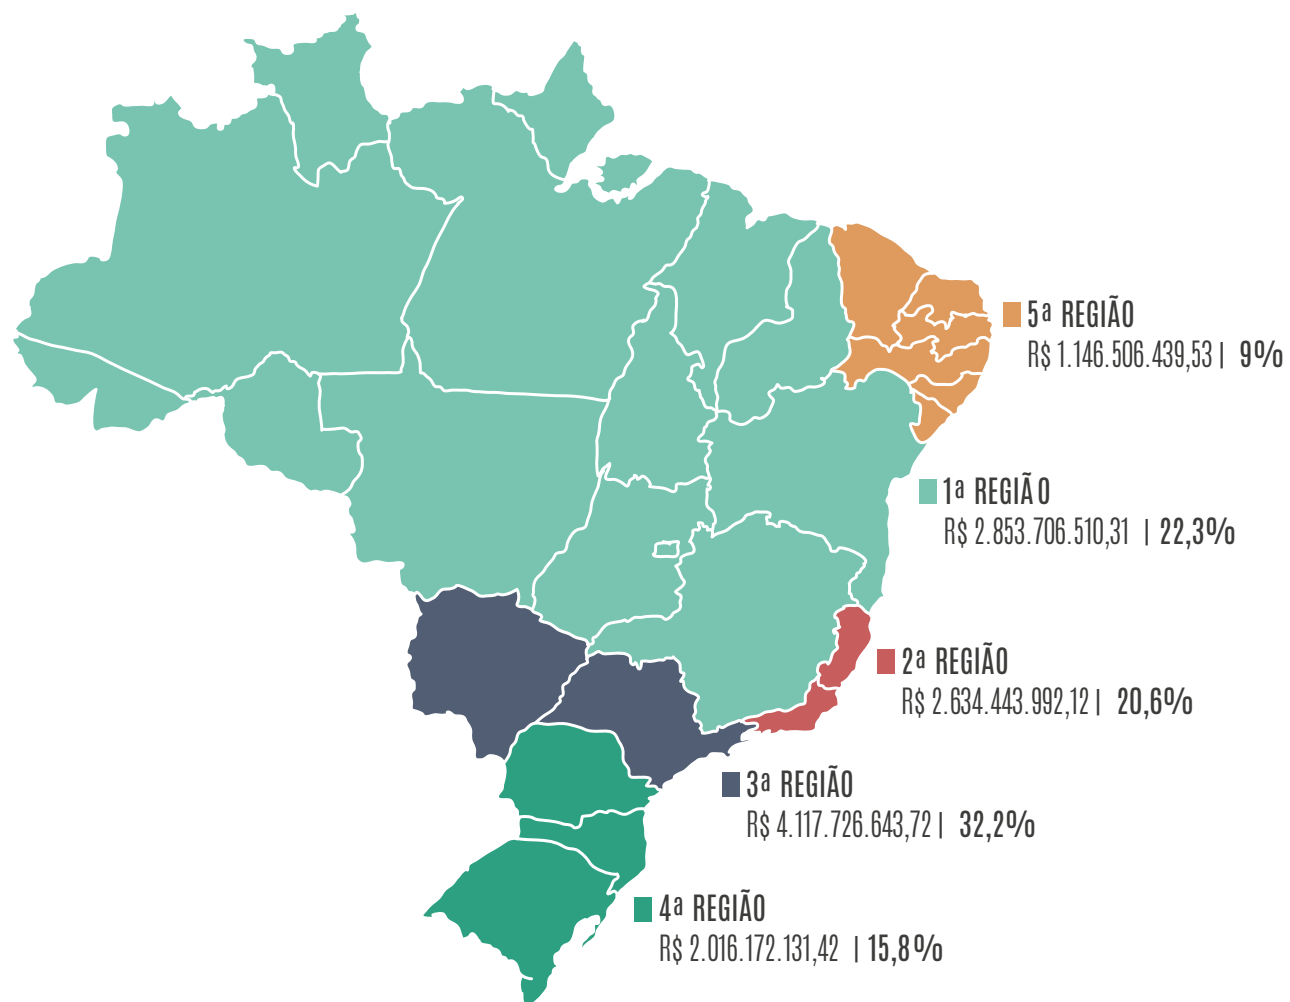 5ª REGIÃO
R$ 1.146.506.439,53 | 9%
1ª REGIÃO
R$ 2.853.706.510,31 | 22,3%
2ª REGIÃO
R$ 2.634.443.992,12 | 20,6%
3ª REGIÃO
R$ 4.117.726.643,72 | 32,2%
4ª REGIÃO
R$ 2.016.172.131,42 | 15,8%